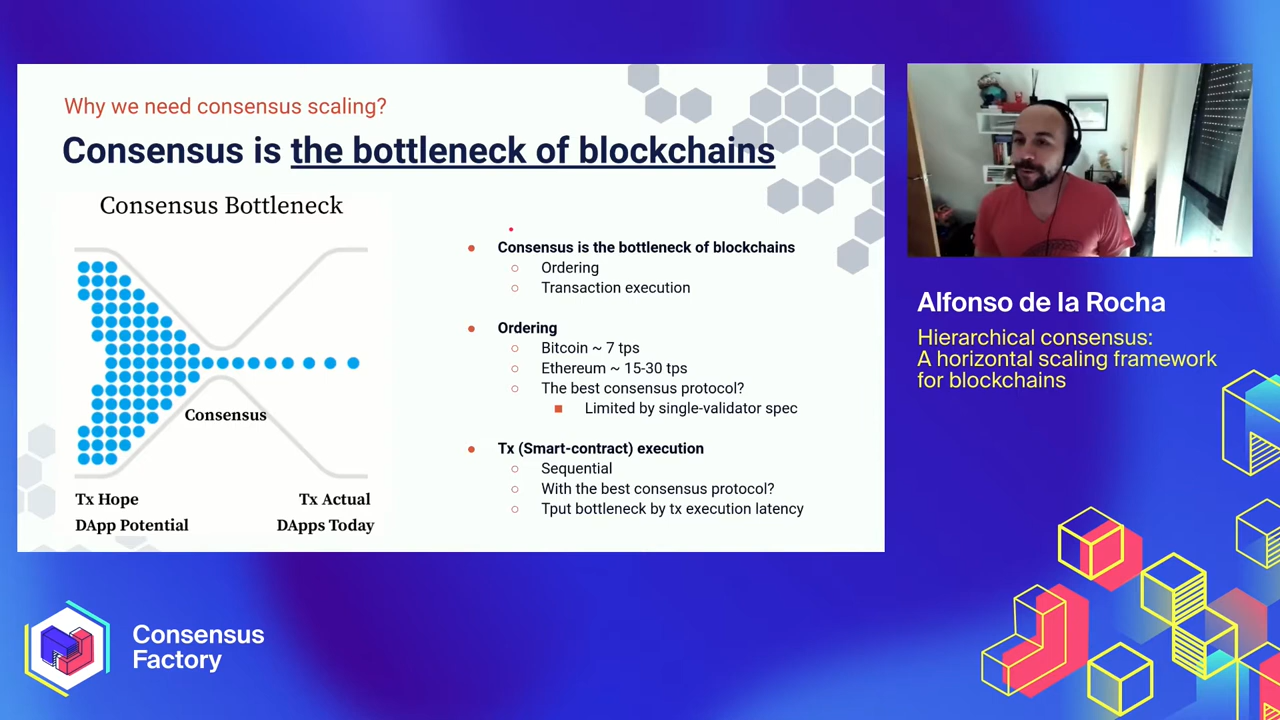 Why we need consensus scaling?
Consensus is the bottleneck of blockchains
Consensus Bottleneck
Consensus
Tx Hope
Tx Actual
DApp Potential
DApps Today
Consensus is the bottleneck of blockchains
Ordering
Transaction execution
Ordering
Bitcoin ~ 7 tps
Ethereum ~ 15-30 tps
The best consensus protocol?
Limited by single-validator spec
Tx (Smart-contract) execution
Sequential
With the best consensus protocol?
Tput bottleneck by tx execution latency
Alfonso de la Rocha
Hierarchical consensus:
A horizontal scaling framework
for blockchains
Consensus
Factory